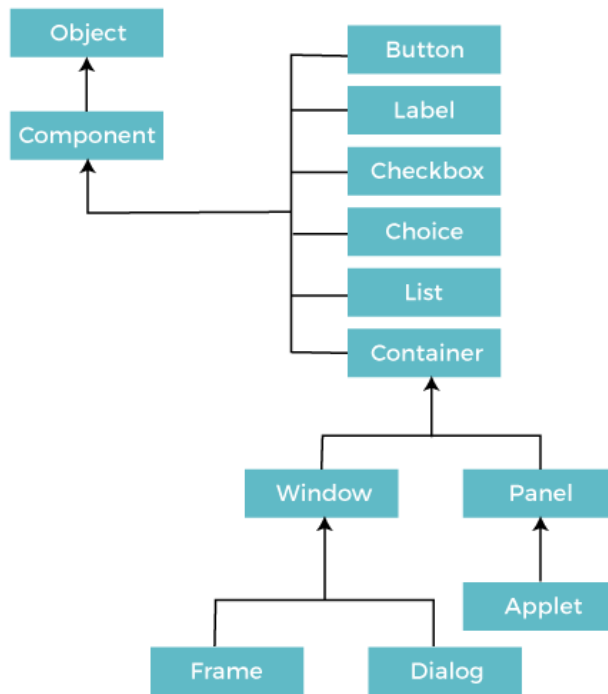 Object
Component
Button
Label
Checkbox
Choice
List
Container
Window
Panel
Applet
Frame
Dialog